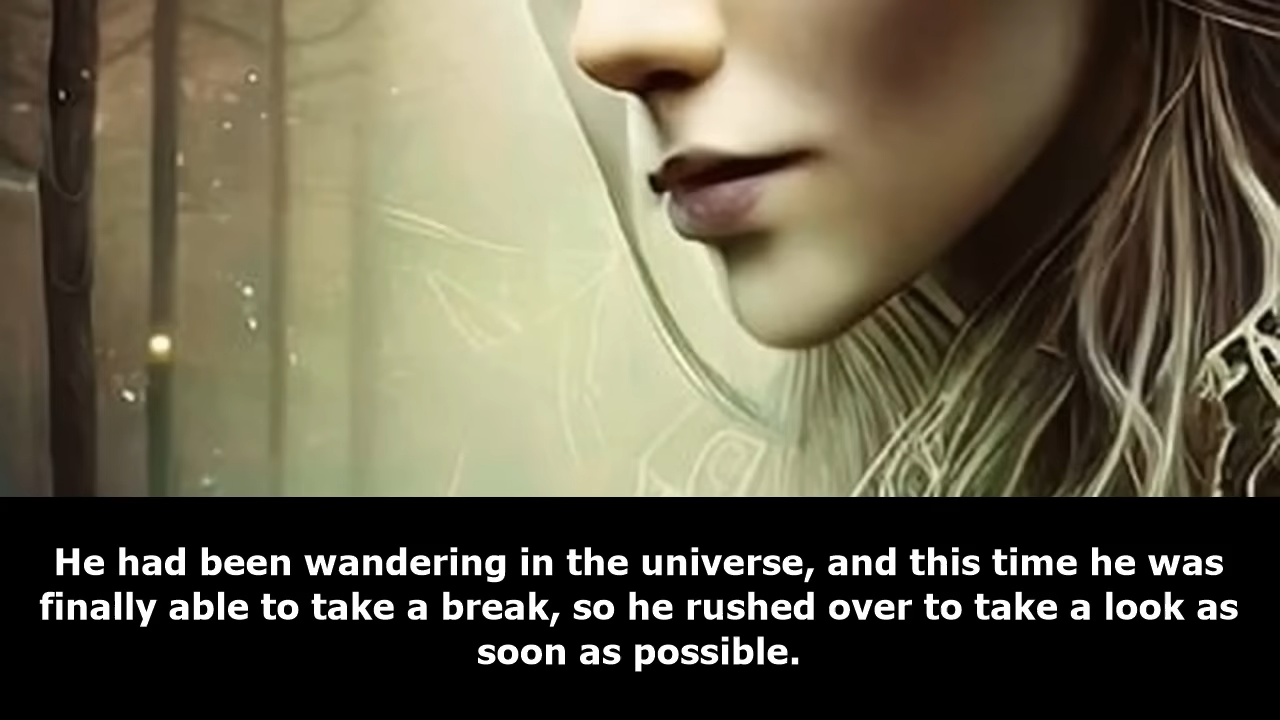 He had been wandering in the universe, and this time he was
finally able to take a break, so he rushed over to take a look as
soon as possible.